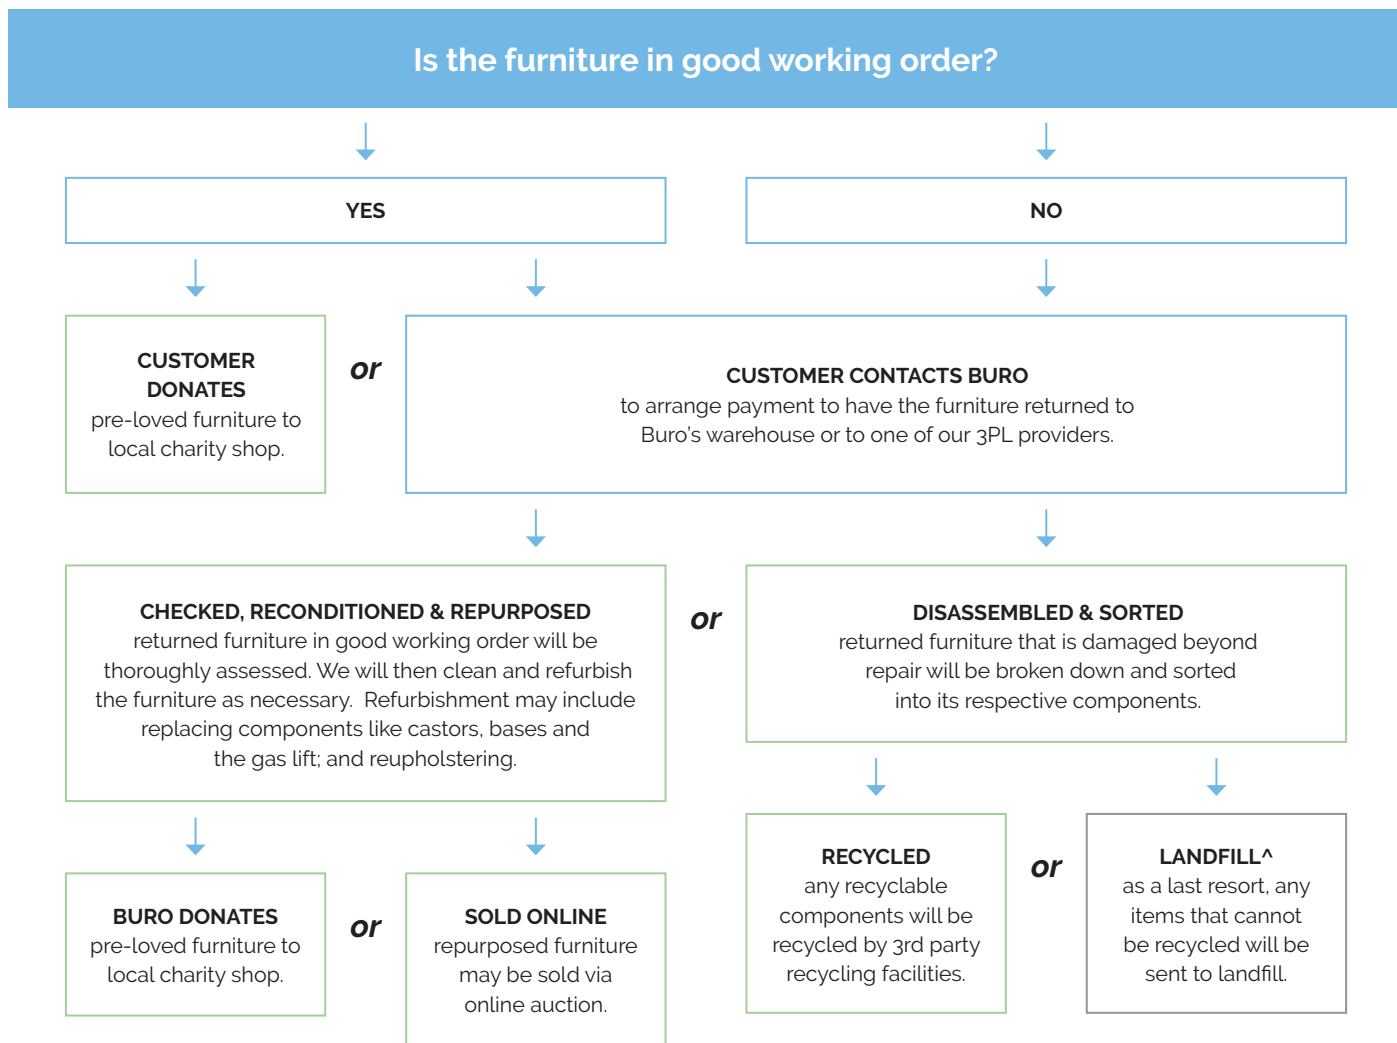 Is the furniture in good working order?
YES
NO
CUSTOMER
DONATES
pre-loved furniture to
local charity shop.
or
CUSTOMER CONTACTS BURO
to arrange payment to have the furniture returned to
Buro's warehouse or to one of our 3PL providers.
CHECKED, RECONDITIONED & REPURPOSED
returned furniture in good working order will be
thoroughly assessed. We will then clean and refurbish
the furniture as necessary.  Refurbishment may include
replacing components like castors, bases and
the gas lift; and reupholstering.
or
DISASSEMBLED & SORTED
returned furniture that is damaged beyond
repair will be broken down and sorted
into its respective components.
BURO DONATES
pre-loved furniture to
local charity shop.
or
SOLD ONLINE
repurposed furniture
may be sold via
online auction.
RECYCLED
any recyclable
components will be
recycled by 3rd party
recycling facilities.
or
LANDFILL^
as a last resort, any
items that cannot
be recycled will be
sent to landfill.